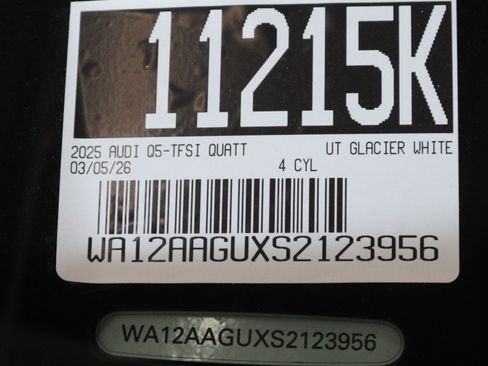 11215K
2025 AUDI Q5-TFSI QUATT UT GLACIER WHITE
03/05/26 4 CYL
WA12AAGUXS2123956
WA12AAGUXS2123956